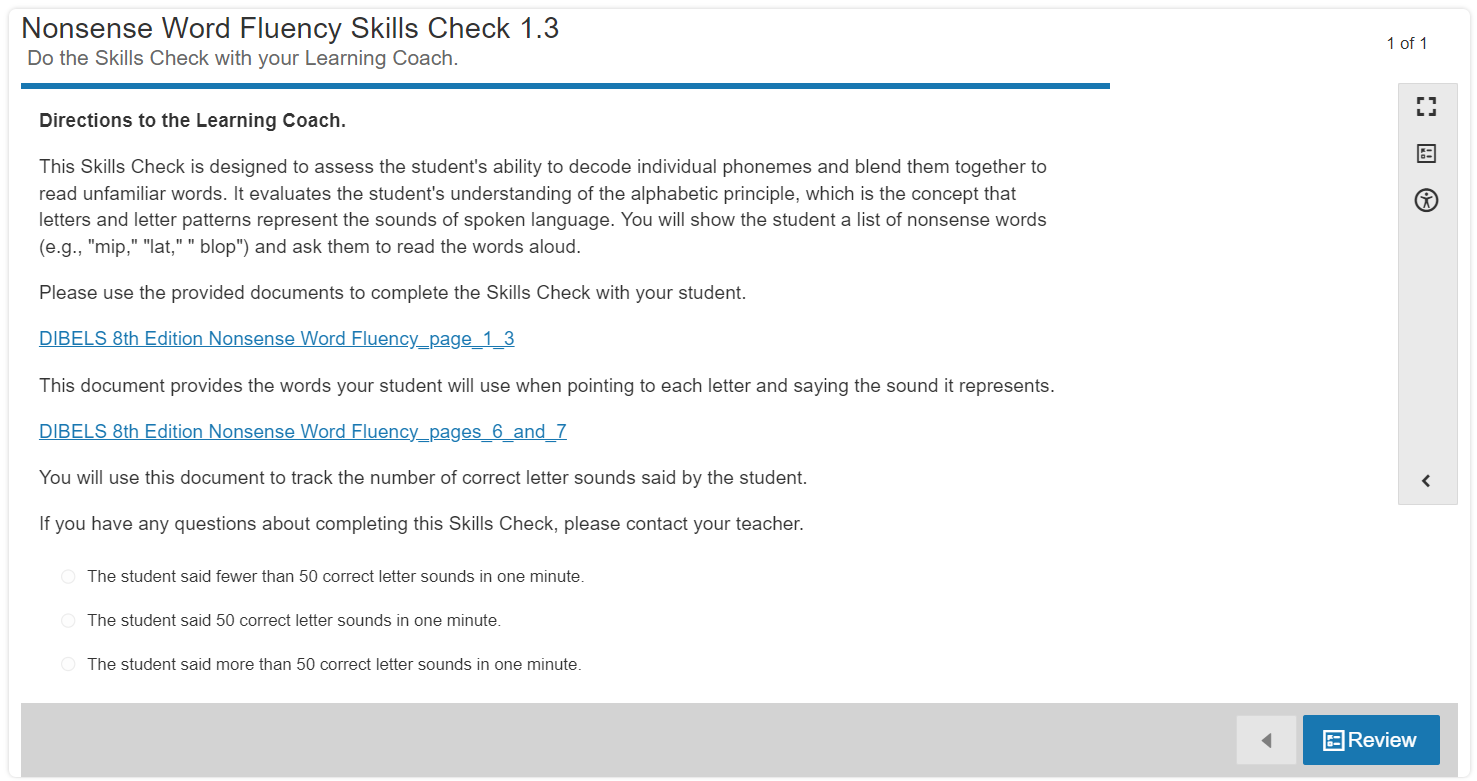 Nonsense Word Fluency Skills Check 1.3
Do the Skills Check with your Learning Coach.
1 of 1
Directions to the Learning Coach.
This Skills Check is designed to assess the student's ability to decode individual phonemes and blend them together to
read unfamiliar words. It evaluates the student's understanding of the alphabetic principle, which is the concept that
letters and letter patterns represent the sounds of spoken language. You will show the student a list of nonsense words
(e.g., "mip," "lat," " blop") and ask them to read the words aloud.
Please use the provided documents to complete the Skills Check with your student.
DIBELS 8th Edition Nonsense Word Fluency_page_1_3
This document provides the words your student will use when pointing to each letter and saying the sound it represents.
DIBELS 8th Edition Nonsense Word Fluency_pages_6_and_7
You will use this document to track the number of correct letter sounds said by the student.
If you have any questions about completing this Skills Check, please contact your teacher.
The student said fewer than 50 correct letter sounds in one minute.
The student said 50 correct letter sounds in one minute.
The student said more than 50 correct letter sounds in one minute.
Review